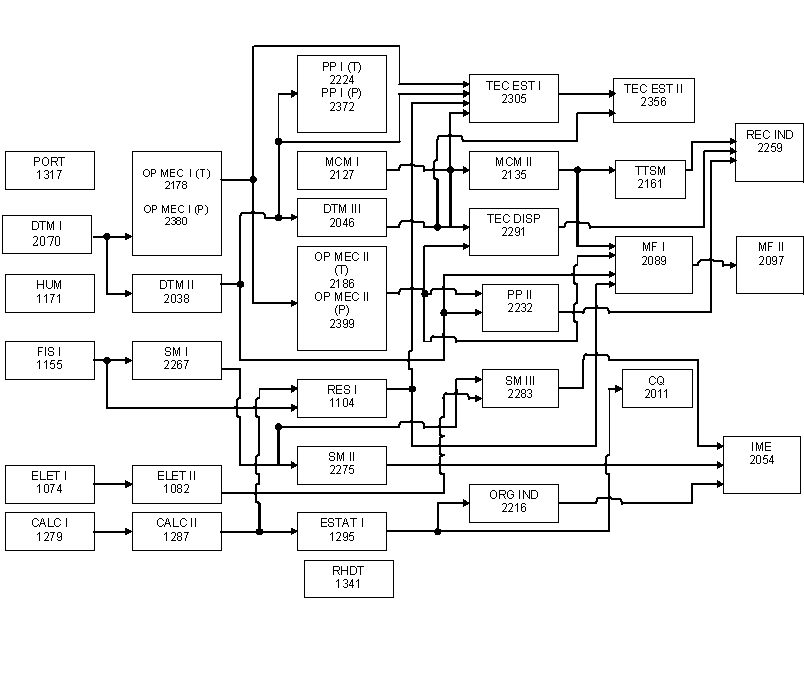 PORT
1317
DTM I
2070
HUM
1171
FIS I
1155
ELET I
1074
CALC I
1279
OP MEC I (T)
2178
OP MEC I (P)
2380
DTM II
2038
SM I
2267
ELET II
1082
CALC II
1287
PP I (T)
2224
PP I (P)
2372
MCM I
2127
DTM III
2046
OP MEC II
(T)
2186
OP MEC II
(P)
2399
RES I
1104
SM II
2275
ESTAT I
1295
RHDT
1341
TEC EST I
2305
MCM II
2135
TEC DISP
2291
PP II
2232
SM III
2283
ORG IND
2216
TEC EST II
2356
TTSM
2161
MF I
2089
CQ
2011
REC IND
2259
MF II
2097
IME
2054